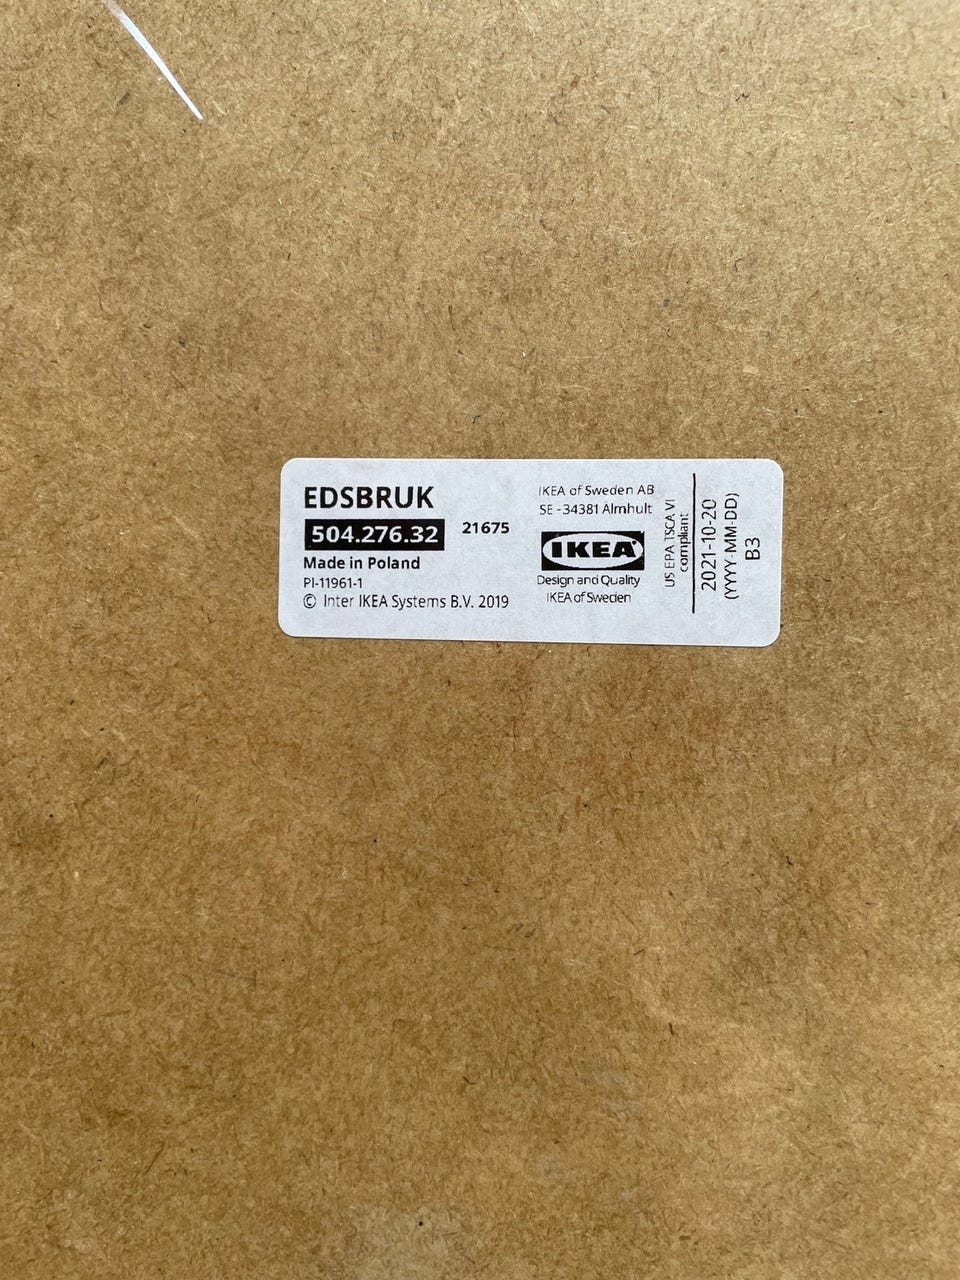 EDSBRUK
504.276.32 21675
Made in Poland
PI-11961-1
© Inter IKEA Systems B.V. 2019
IKEA of Sweden AB
SE - 34381 Älmhult
IKEA
Design and Quality
IKEA of Sweden
US EPA TSCA VI
compliant
2021-10-20
(YYYY-MM-DD)
B3